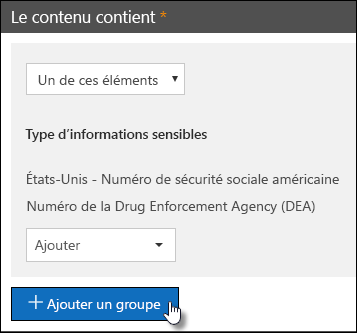 Le contenu contient *
Un de ces éléments
Type d'informations sensibles
États-Unis - Numéro de sécurité sociale américaine
Numéro de la Drug Enforcement Agency (DEA)
Ajouter
+ Ajouter un groupe